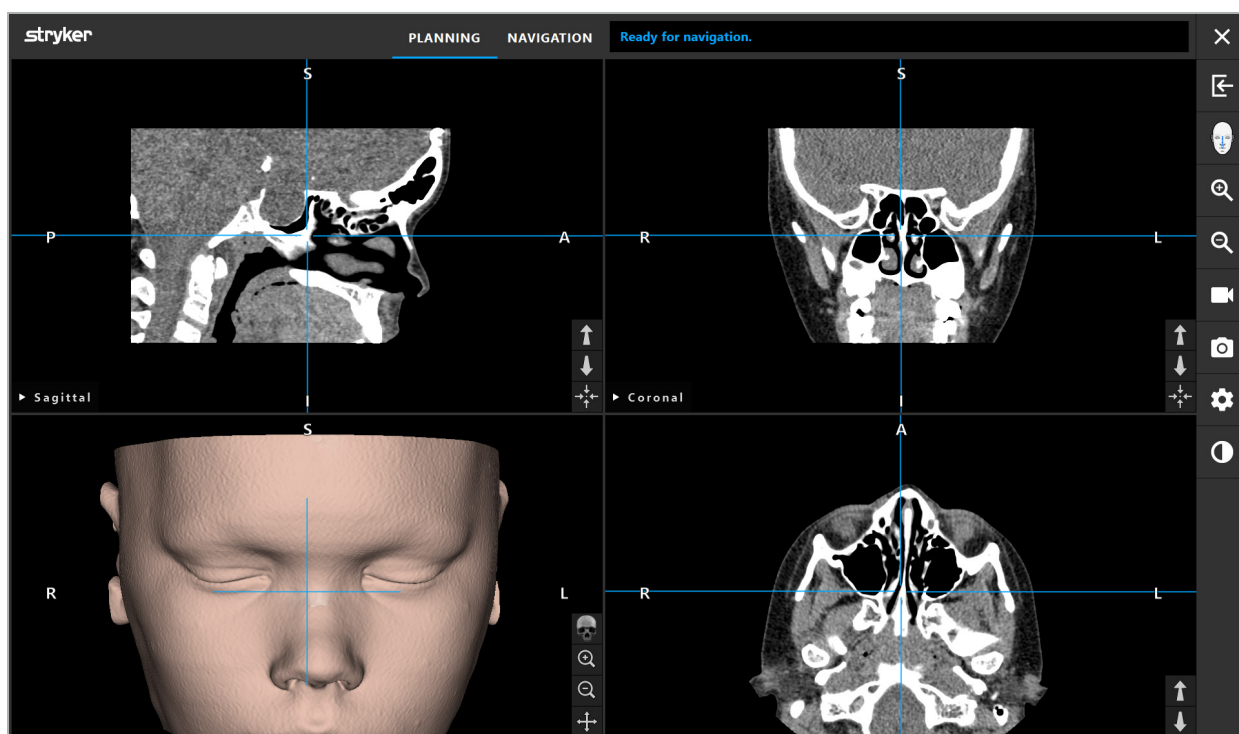 stryker
PLANNING NAVIGATION Ready for navigation.
S S
P A R L
Sagittal Coronal
I I
S A
R L R L